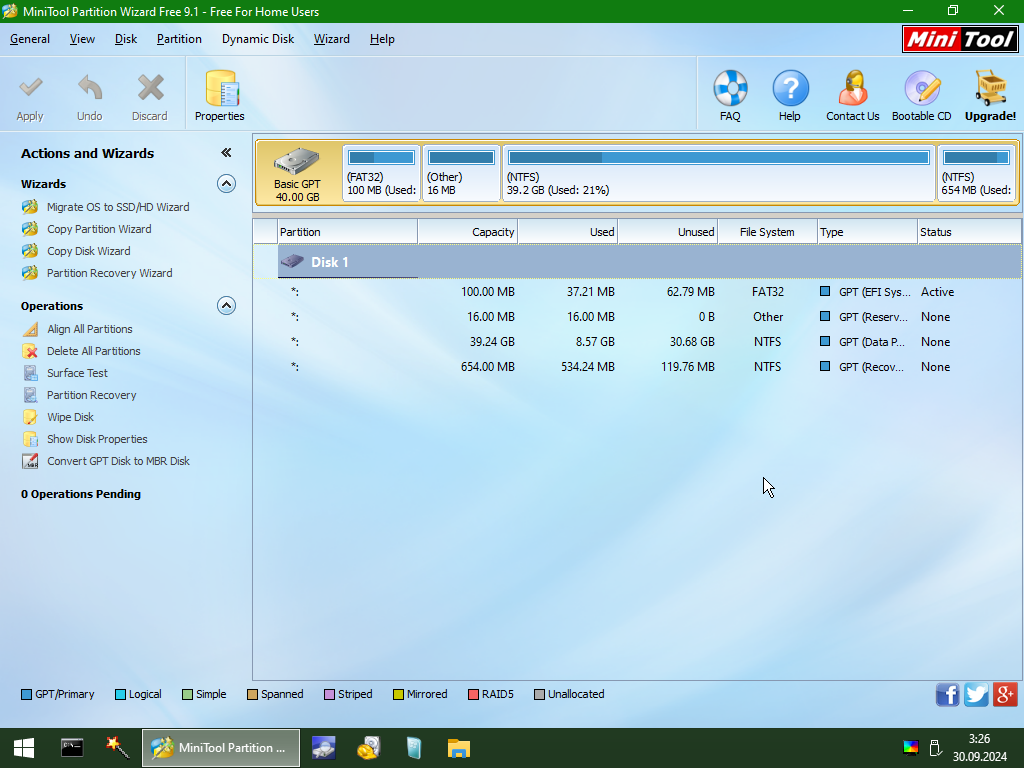 MiniTool Partition Wizard Free 9.1 - Free For Home Users
General View Disk Partition Dynamic Disk Wizard Help
Mini Tool
Apply Undo Discard Properties FAQ Help Contact Us Bootable CD Upgrade!
Actions and Wizards
Wizards
Migrate OS to SSD/HD Wizard
Copy Partition Wizard
Copy Disk Wizard
Partition Recovery Wizard
Operations
Align All Partitions
Delete All Partitions
Surface Test
Partition Recovery
Wipe Disk
Show Disk Properties
Convert GPT Disk to MBR Disk
0 Operations Pending
Basic GPT
40.00 GB
(FAT32)
100 MB (Used:
(Other)
16 MB
(NTFS)
39.2 GB (Used: 21%)
(NTFS)
654 MB (Used:
Partition Capacity Used Unused File System Type Status
Disk 1
*: 100.00 MB 37.21 MB 62.79 MB FAT32 GPT (EFI Sys... Active
*: 16.00 MB 16.00 MB 0 B Other GPT (Reserv... None
*: 39.24 GB 8.57 GB 30.68 GB NTFS GPT (Data P... None
*: 654.00 MB 534.24 MB 119.76 MB NTFS GPT (Recov... None
GPT/Primary Logical Simple Spanned Striped Mirrored RAID5 Unallocated
MiniTool Partition ...
3:26
30.09.2024